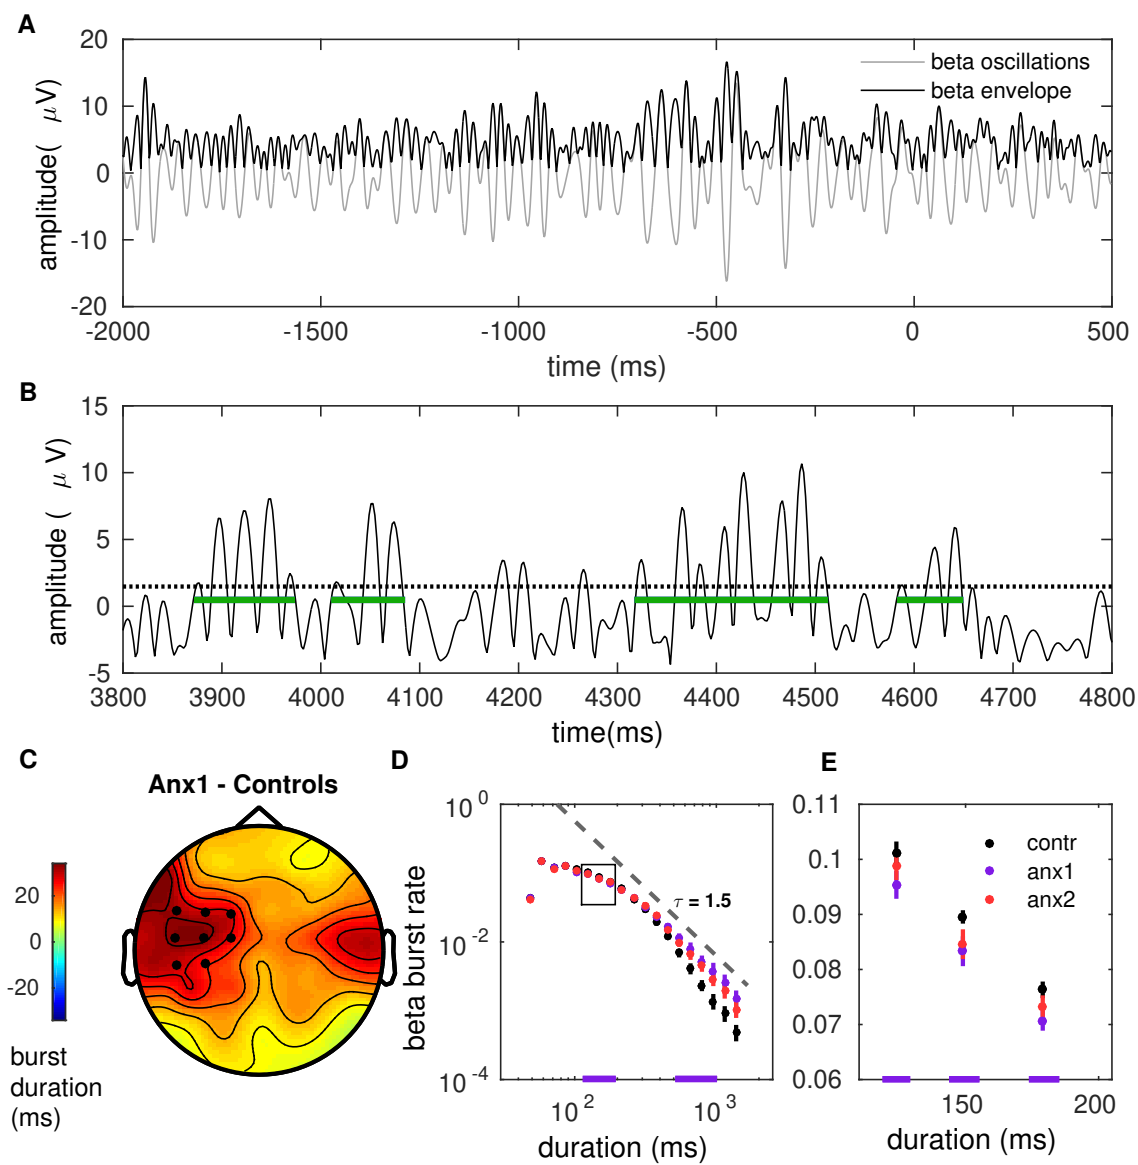 A
20
10
0
-10
-20
amplitude( μV)
beta oscillations
beta envelope
-2000 -1500 -1000 -500 0 500
time (ms)
B
15
10
5
0
-5
amplitude ( μ V)
3800 3900 4000 4100 4200 4300 4400 4500 4600 4700 4800
time(ms)
C
Anx1 - Controls
20
0
-20
burst
duration
(ms)
D
10^0
10^-2
10^-4
beta burst rate
τ = 1.5
10^2 10^3
duration (ms)
E
0.11
0.1
0.09
0.08
0.07
0.06
contr
anx1
anx2
150 200
duration (ms)